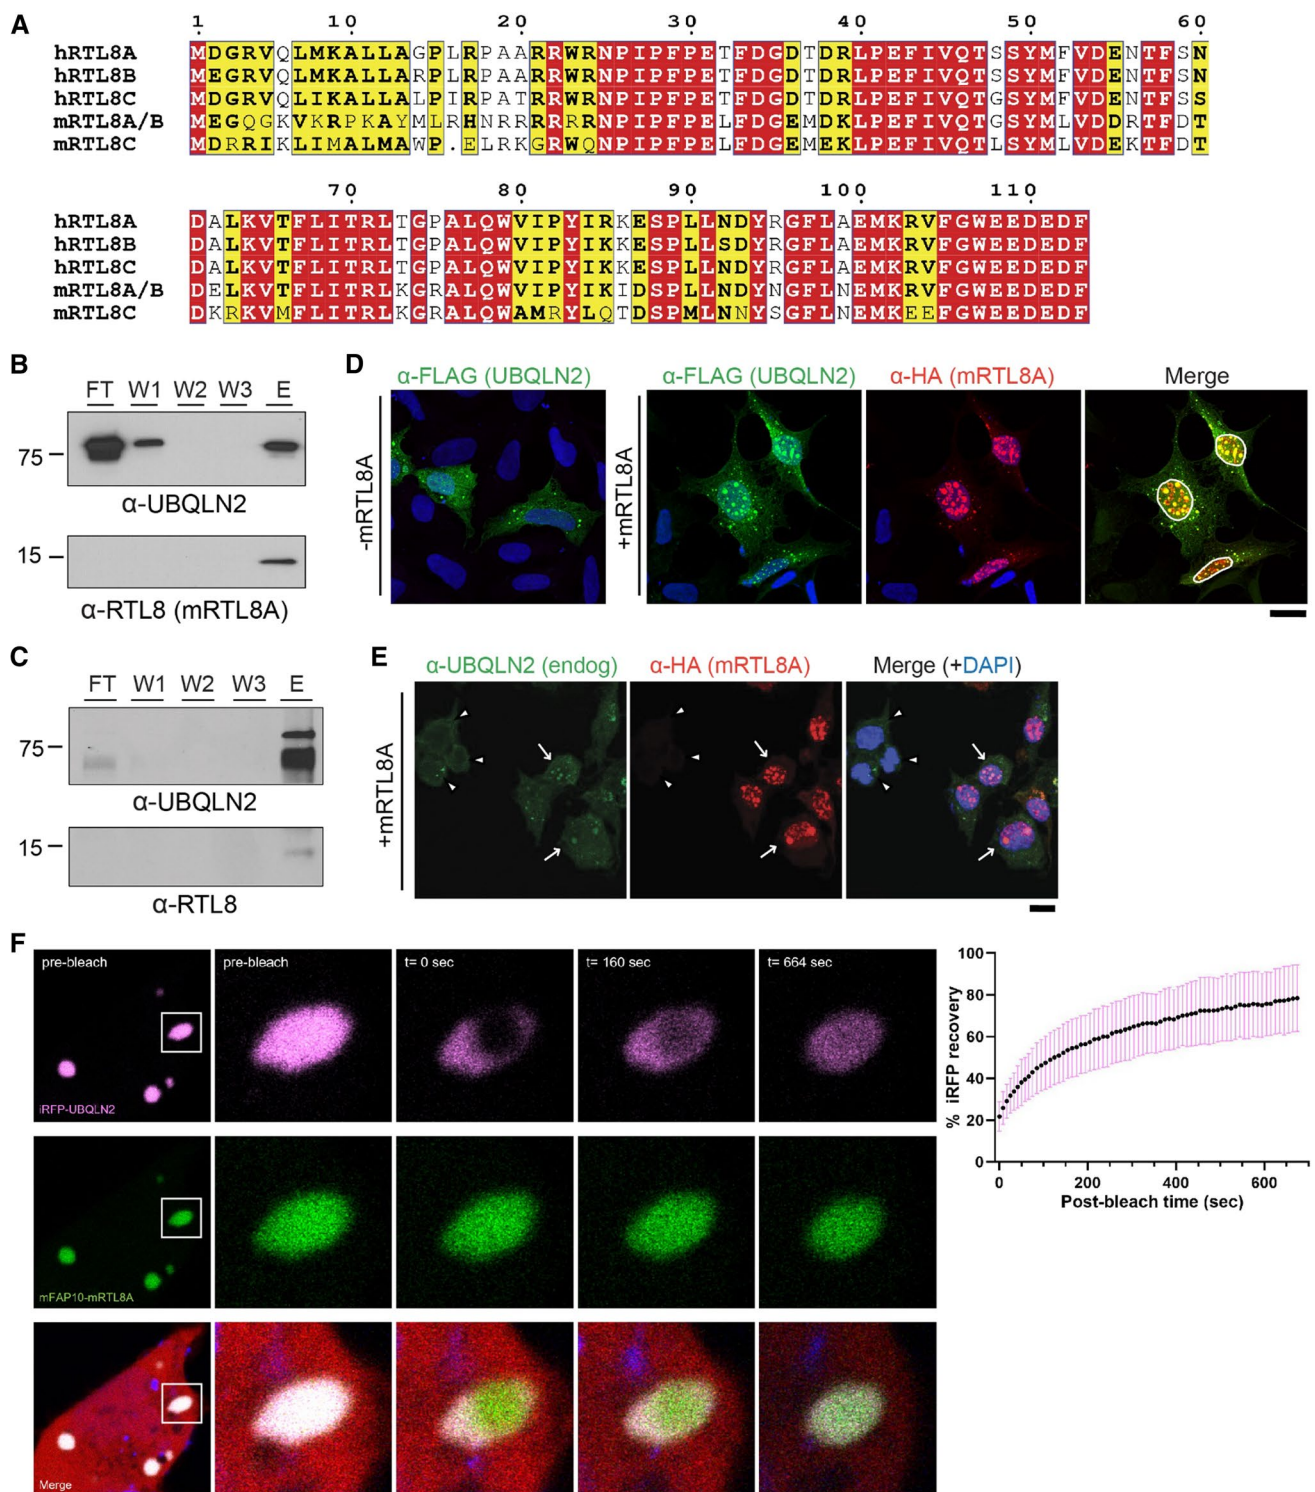 A
1 10 20 30 40 50 60
hRTL8A MDGRVQLMKALLAGPLRPAARRWRNPIPFPETFDGDTDRLPEFIVQTSSYMFVDENTFSN
hRTL8B MEGRVQLMKALLARPLRPAARRWRNPIPFPETFDGDTDRLPEFIVQTSSYMFVDENTFSN
hRTL8C MDGRVQLIKALLALPIRPATRRWRNPIPFPETFDGDTDRLPEFIVQTGSYMFVDENTFSS
mRTL8A/B MEGQGKVKRPKAYMLRHNRRRRRRNPIPFPELFDGEMDKLPEFIVQTGSYMLVDDRTFDT
mRTL8C MDRRIKLIMALMAWP.ELRKGRWQNPIPFPELFDGEMEKLPEFIVQTLSYMLVDEKTFDT
70 80 90 100 110
hRTL8A DALKVTFLITRLTGPALQWVIPYIRKESPLLNDYRGFLAEMKRVFGWEEDEDF
hRTL8B DALKVTFLITRLTGPALQWVIPYIKKESPLLSDYRGFLAEMKRVFGWEEDEDF
hRTL8C DALKVTFLITRLTGPALQWVIPYIKKESPLLNDYRGFLAEMKRVFGWEEDEDF
mRTL8A/B DELKVTFLITRLKGRALQWVIPYIKIDSPLLNDYNGFLNEMKRVFGWEEDEDF
mRTL8C DKRKVMFLITRLKGRALQWAMRYLQTDSPMLNNYSGFLNEMKEEFGWEEDEDF
B
FT W1 W2 W3 E
75
α-UBQLN2
15
α-RTL8 (mRTL8A)
C
FT W1 W2 W3 E
75
α-UBQLN2
15
α-RTL8
D
α-FLAG (UBQLN2)
-mRTL8A
α-FLAG (UBQLN2) α-HA (mRTL8A) Merge
+mRTL8A
E
α-UBQLN2 (endog) α-HA (mRTL8A) Merge (+DAPI)
+mRTL8A
F
pre-bleach pre-bleach t= 0 sec t= 160 sec t= 664 sec
iRFP-UBQLN2
mFAP10-mRTL8A
Merge
100
80
60
40
20
0
% iRFP recovery
0 200 400 600
Post-bleach time (sec)